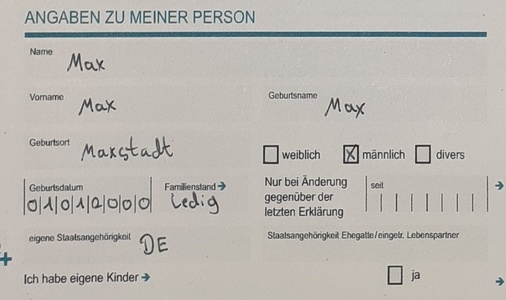 ANGABEN ZU MEINER PERSON
Name
Max
Vorname
Max
Geburtsname
Max
Geburtsort
Maxstadt
weiblich
männlich
divers
Geburtsdatum
01012000
Familienstand
Ledig
Nur bei Änderung
gegenüber der
letzten Erklärung
seit
eigene Staatsangehörigkeit
DE
Staatsangehörigkeit Ehegatte/eingetr. Lebenspartner
Ich habe eigene Kinder
ja